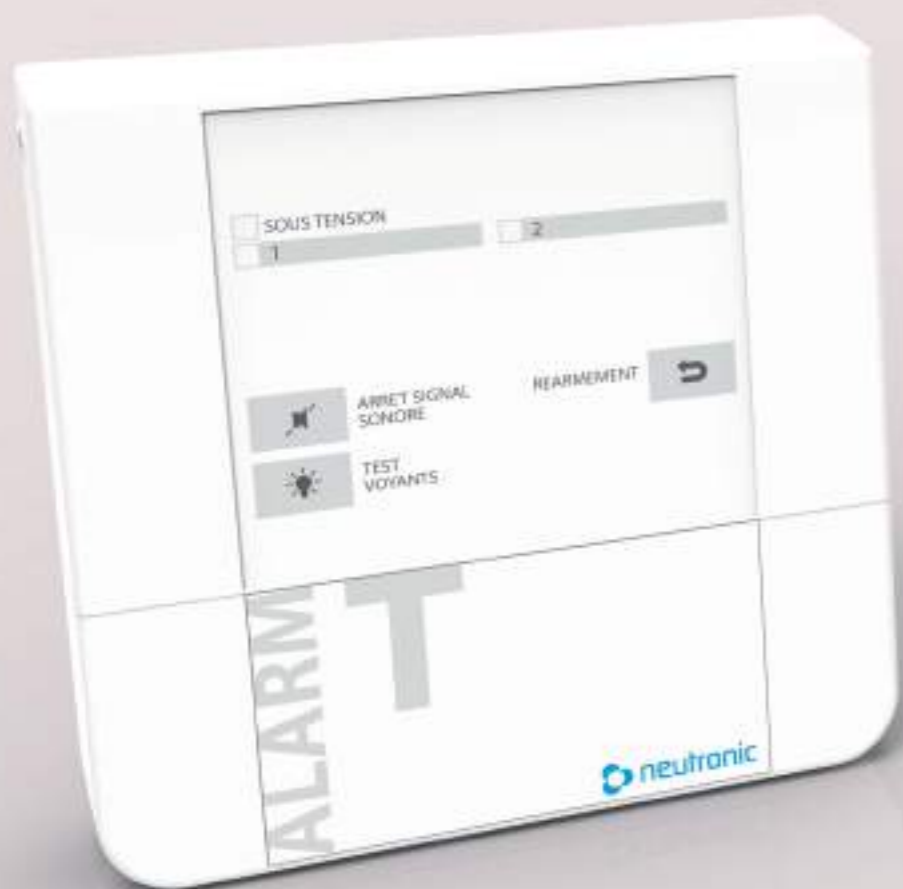 SOUS TENSION
1
2
ARRET SIGNAL
SONORE
REARMEMENT
TEST
VOYANTS
ALARM
T
neutronic